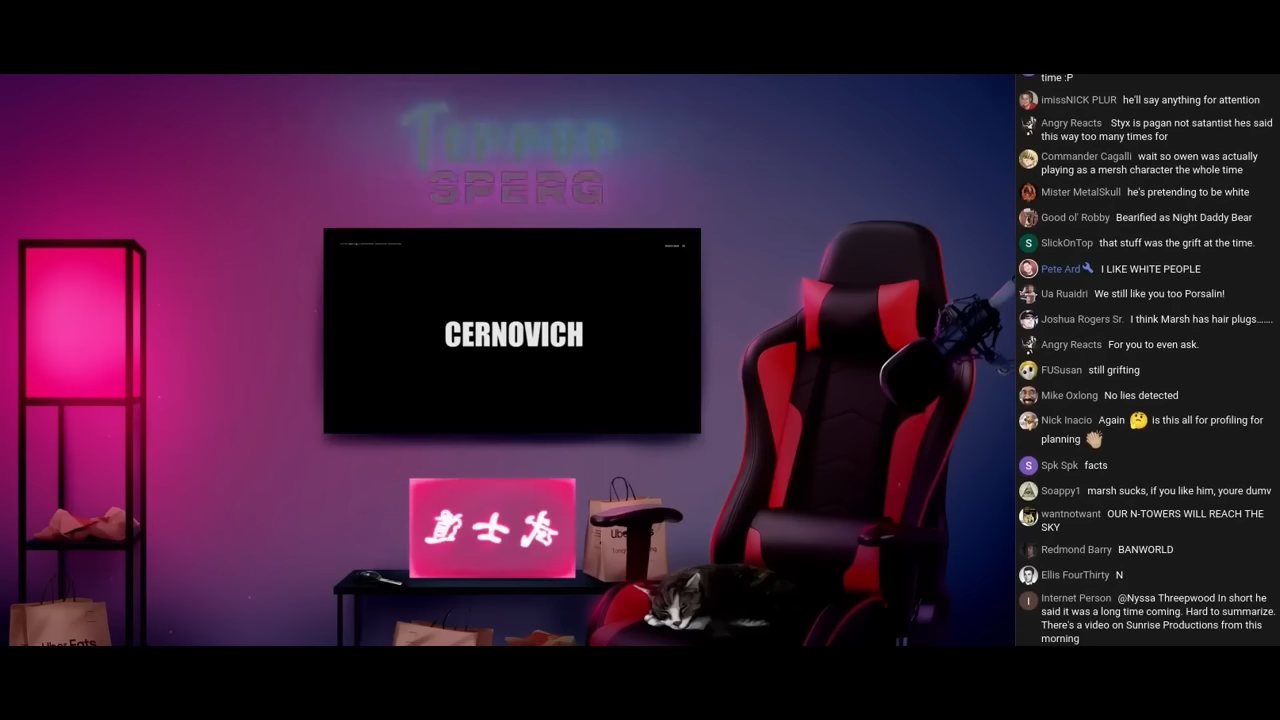 time :P
imissNICK PLUR he'll say anything for attention
Angry Reacts Styx is pagan not satantist hes said
this way too many times for
Commander Cagalli wait so owen was actually
playing as a mersh character the whole time
Mister MetalSkull he's pretending to be white
Good ol' Robby Bearified as Night Daddy Bear
S SlickOnTop that stuff was the grift at the time.
Pete Ard I LIKE WHITE PEOPLE
Ua Ruaidri We still like you too Porsalin!
Joshua Rogers Sr. I think Marsh has hair plugs.......
Angry Reacts For you to even ask.
FUSusan still grifting
Mike Oxlong No lies detected
Nick Inacio Again 🤔 is this all for profiling for
planning 👏🏼
S Spk Spk facts
Soappy1 marsh sucks, if you like him, youre dumv
wantnotwant OUR N-TOWERS WILL REACH THE
SKY
Redmond Barry BANWORLD
Ellis FourThirty N
I Internet Person @Nyssa Threepwood In short he
said it was a long time coming. Hard to summarize.
There's a video on Sunrise Productions from this
morning
Terror
SPERG
CERNOVICH
Uber Eats